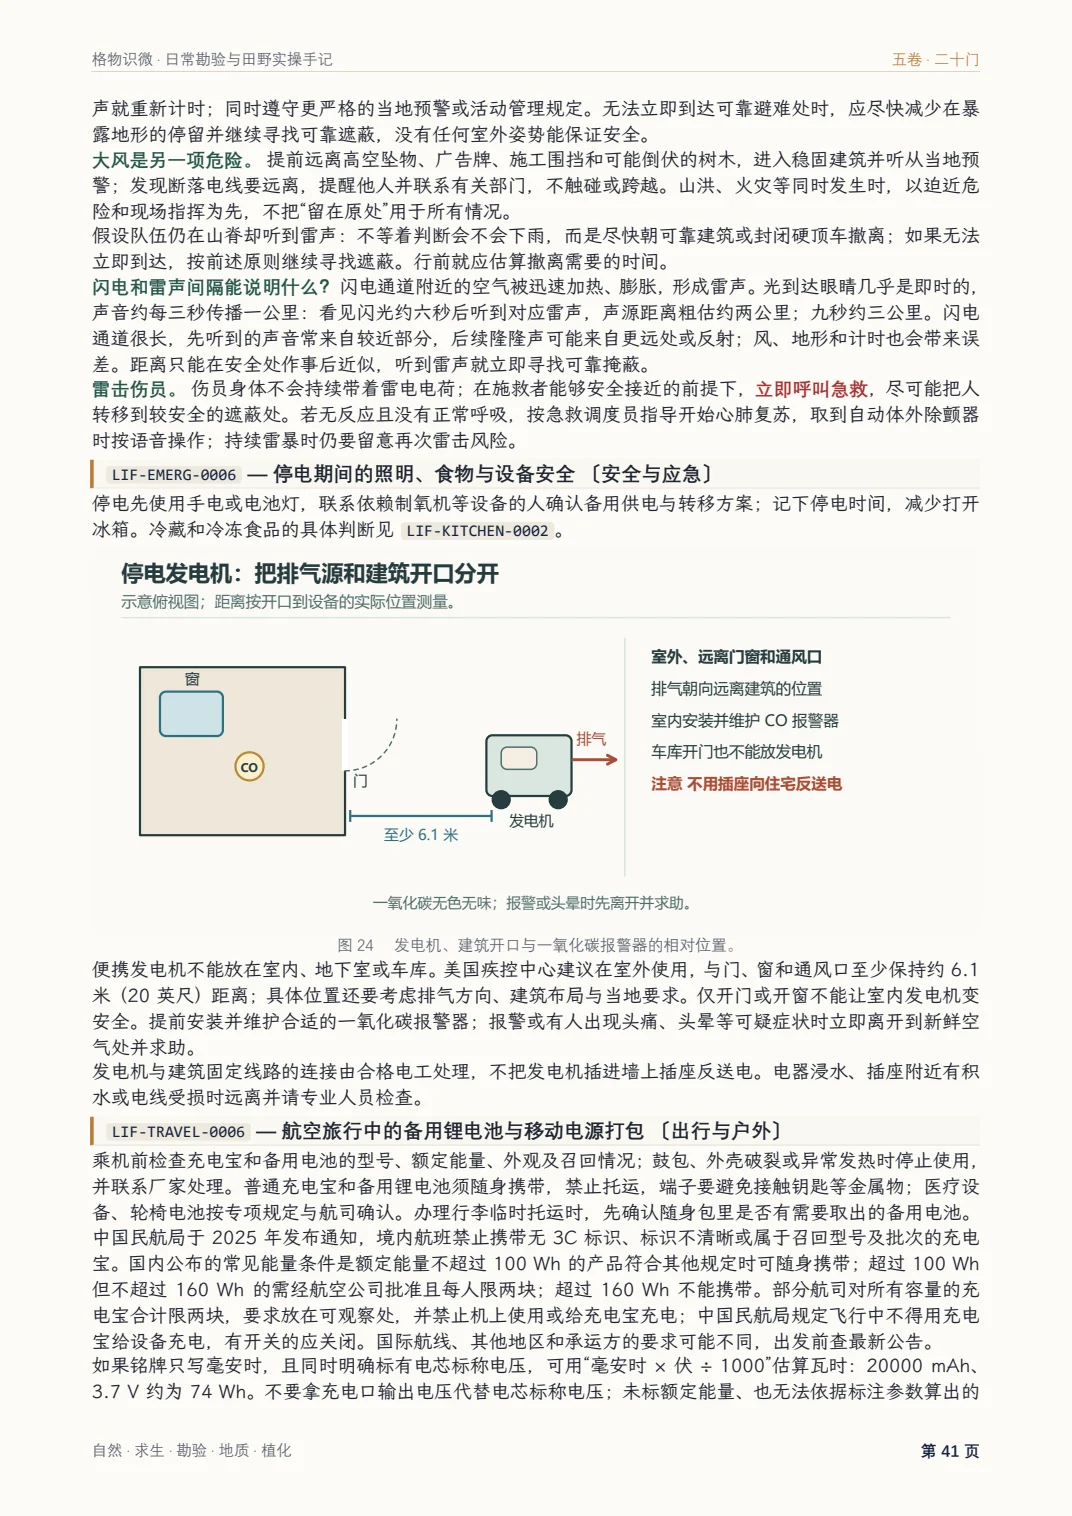 格物识微 · 日常勘验与田野实操手记
五卷 · 二十门
声就重新计时；同时遵守更严格的当地预警或活动管理规定。无法立即到达可靠避难处时，应尽快减少在暴
露地形的停留并继续寻找可靠遮蔽，没有任何室外姿势能保证安全。
大风是另一项危险。 提前远离高空坠物、广告牌、施工围挡和可能倒伏的树木，进入稳固建筑并听从当地预
警；发现断落电线要远离，提醒他人并联系有关部门，不触碰或跨越。山洪、火灾等同时发生时，以迫近危
险和现场指挥为先，不把“留在原处”用于所有情况。
假设队伍仍在山脊却听到雷声：不等着判断会不会下雨，而是尽快朝可靠建筑或封闭硬顶车撤离；如果无法
立即到达，按前述原则继续寻找遮蔽。行前就应估算撤离需要的时间。
闪电和雷声间隔能说明什么？ 闪电通道附近的空气被迅速加热、膨胀，形成雷声。光到达眼睛几乎是即时的，
声音约每三秒传播一公里：看见闪光约六秒后听到对应雷声，声源距离粗估约两公里；九秒约三公里。闪电
通道很长，先听到的声音常来自较近部分，后续隆隆声可能来自更远处或反射；风、地形和计时也会带来误
差。距离只能在安全处作事后近似，听到雷声就立即寻找可靠掩蔽。
雷击伤员。 伤员身体不会持续带着雷电电荷；在施救者能够安全接近的前提下，立即呼叫急救，尽可能把人
转移到较安全的遮蔽处。若无反应且没有正常呼吸，按急救调度员指导开始心肺复苏，取到自动体外除颤器
时按语音操作；持续雷暴时仍要留意再次雷击风险。
LIF-EMERG-0006 — 停电期间的照明、食物与设备安全 〔安全与应急〕
停电先使用手电或电池灯，联系依赖制氧机等设备的人确认备用供电与转移方案；记下停电时间，减少打开
冰箱。冷藏和冷冻食品的具体判断见 LIF-KITCHEN-0002。
停电发电机：把排气源和建筑开口分开
示意俯视图；距离按开口到设备的实际位置测量。
窗
CO
门
至少 6.1 米
排气
发电机
室外、远离门窗和通风口
排气朝向远离建筑的位置
室内安装并维护 CO 报警器
车库开门也不能放发电机
注意 不用插座向住宅反送电
一氧化碳无色无味；报警或头晕时先离开并求助。
图 24 发电机、建筑开口与一氧化碳报警器的相对位置。
便携发电机不能放在室内、地下室或车库。美国疾控中心建议在室外使用，与门、窗和通风口至少保持约 6.1
米（20 英尺）距离；具体位置还要考虑排气方向、建筑布局与当地要求。仅开门或开窗不能让室内发电机变
安全。提前安装并维护合适的一氧化碳报警器；报警或有人出现头痛、头晕等可疑症状时立即离开到新鲜空
气处并求助。
发电机与建筑固定线路的连接由合格电工处理，不把发电机插进墙上插座反送电。电器浸水、插座附近有积
水或电线受损时远离并请专业人员检查。
LIF-TRAVEL-0006 — 航空旅行中的备用锂电池与移动电源打包 〔出行与户外〕
乘机前检查充电宝和备用电池的型号、额定能量、外观及召回情况；鼓包、外壳破裂或异常发热时停止使用，
并联系厂家处理。普通充电宝和备用锂电池须随身携带，禁止托运，端子要避免接触钥匙等金属物；医疗设
备、轮椅电池按专项规定与航司确认。办理行李临时托运时，先确认随身包里是否有需要取出的备用电池。
中国民航局于 2025 年发布通知，境内航班禁止携带无 3C 标识、标识不清晰或属于召回型号及批次的充电
宝。国内公布的常见能量条件是额定能量不超过 100 Wh 的产品符合其他规定时可随身携带；超过 100 Wh
但不超过 160 Wh 的需经航空公司批准且每人限两块；超过 160 Wh 不能携带。部分航司对所有容量的充
电宝合计限两块，要求放在可观察处，并禁止机上使用或给充电宝充电；中国民航局规定飞行中不得用充电
宝给设备充电，有开关的应关闭。国际航线、其他地区和承运方的要求可能不同，出发前查最新公告。
如果铭牌只写毫安时，且同时明确标有电芯标称电压，可用“毫安时 × 伏 ÷ 1000”估算瓦时：20000 mAh、
3.7 V 约为 74 Wh。不要拿充电口输出电压代替电芯标称电压；未标额定能量、也无法依据标注参数算出的
自然 · 求生 · 勘验 · 地质 · 植化
第 41 页